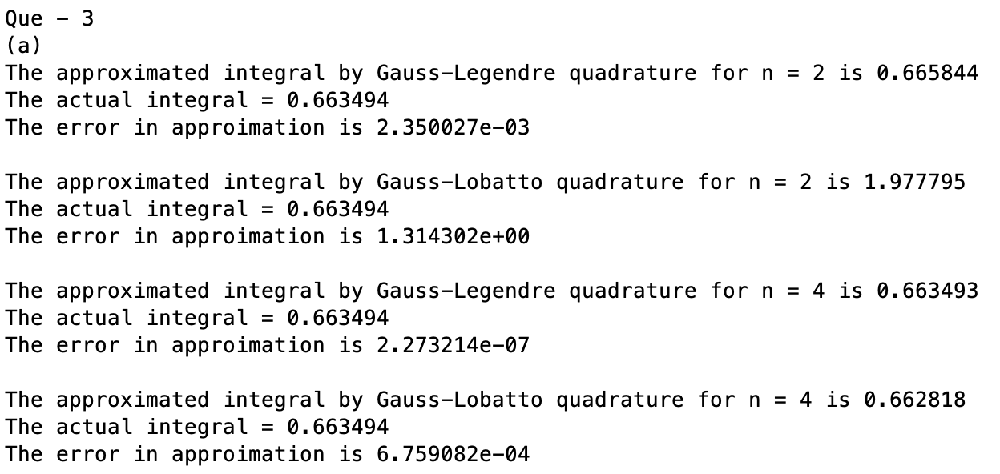 Que - 3
(a)
The approximated integral by Gauss-Legendre quadrature for n = 2 is 0.665844
The actual integral = 0.663494
The error in approimation is 2.350027e-03
The approximated integral by Gauss-Lobatto quadrature for n = 2 is 1.977795
The actual integral = 0.663494
The error in approimation is 1.314302e+00
The approximated integral by Gauss-Legendre quadrature for n = 4 is 0.663493
The actual integral = 0.663494
The error in approimation is 2.273214e-07
The approximated integral by Gauss-Lobatto quadrature for n = 4 is 0.662818
The actual integral = 0.663494
The error in approimation is 6.759082e-04